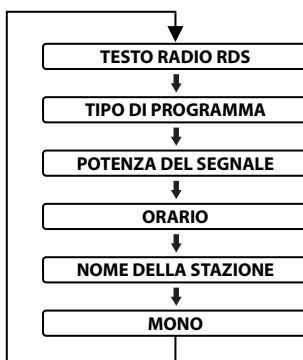 TESTO RADIO RDS
TIPO DI PROGRAMMA
POTENZA DEL SEGNALE
ORARIO
NOME DELLA STAZIONE
MONO